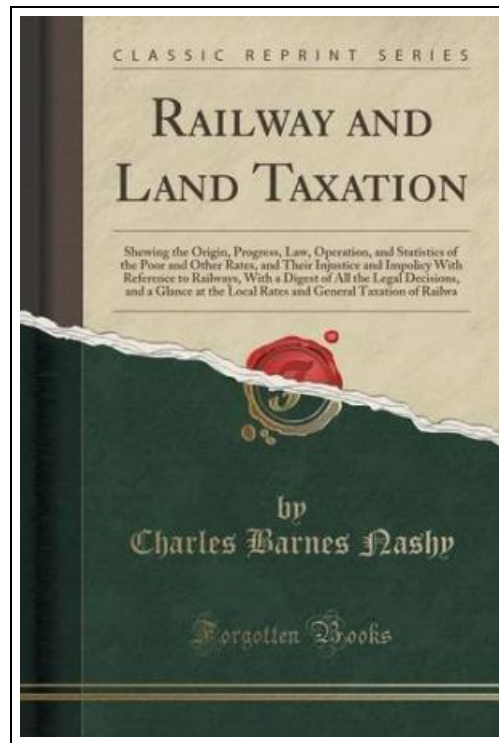 CLASSIC REPRINT SERIES
RAILWAY AND
LAND TAXATION
Shewing the Origin, Progress, Law, Operation, and Statistics of
the Poor and Other Rates, and Their Injustice and Impolicy With
Reference to Railways, With a Digest of All the Legal Decisions,
and a Glance at the Local Rates and General Taxation of Railwa
by
Charles Barnes Nashy
Forgotten Books